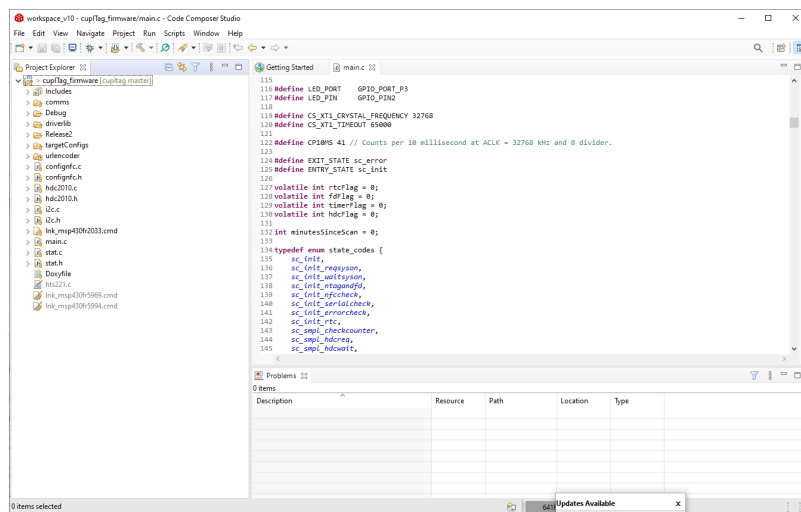 workspace_v10 - cuplTag_firmware/main.c - Code Composer Studio
File Edit View Navigate Project Run Scripts Window Help
Project Explorer
> cuplTag_firmware [cupltag master]
Includes
comms
Debug
driverlib
Release2
targetConfigs
urlencoder
confignfc.c
confignfc.h
hdc2010.c
hdc2010.h
i2c.c
i2c.h
lnk_msp430fr2033.cmd
main.c
stat.c
stat.h
Doxyfile
hts221.c
lnk_msp430fr5969.cmd
lnk_msp430fr5994.cmd
Getting Started
main.c
115
116 #define LED_PORT GPIO_PORT_P3
117 #define LED_PIN GPIO_PIN2
118
119 #define CS_XT1_CRYSTAL_FREQUENCY 32768
120 #define CS_XT1_TIMEOUT 65000
121
122 #define CP10MS 41 // Counts per 10 millisecond at ACLK = 32768 kHz and 8 divider.
123
124 #define EXIT_STATE sc_error
125 #define ENTRY_STATE sc_init
126
127 volatile int rtcFlag = 0;
128 volatile int fdFlag = 0;
129 volatile int timerFlag = 0;
130 volatile int hdcFlag = 0;
131
132 int minutesSinceScan = 0;
133
134 typedef enum state_codes {
135 sc_init,
136 sc_init_reqsyson,
137 sc_init_waitsyson,
138 sc_init_ntagandfd,
139 sc_init_nfccheck,
140 sc_init_serialcheck,
141 sc_init_errorcheck,
142 sc_init_rtc,
143 sc_smpl_checkcounter,
144 sc_smpl_hdcreq,
145 sc_smpl_hdcwait,
Problems
0 items
Description Resource Path Location Type
0 items selected
641
Updates Available x